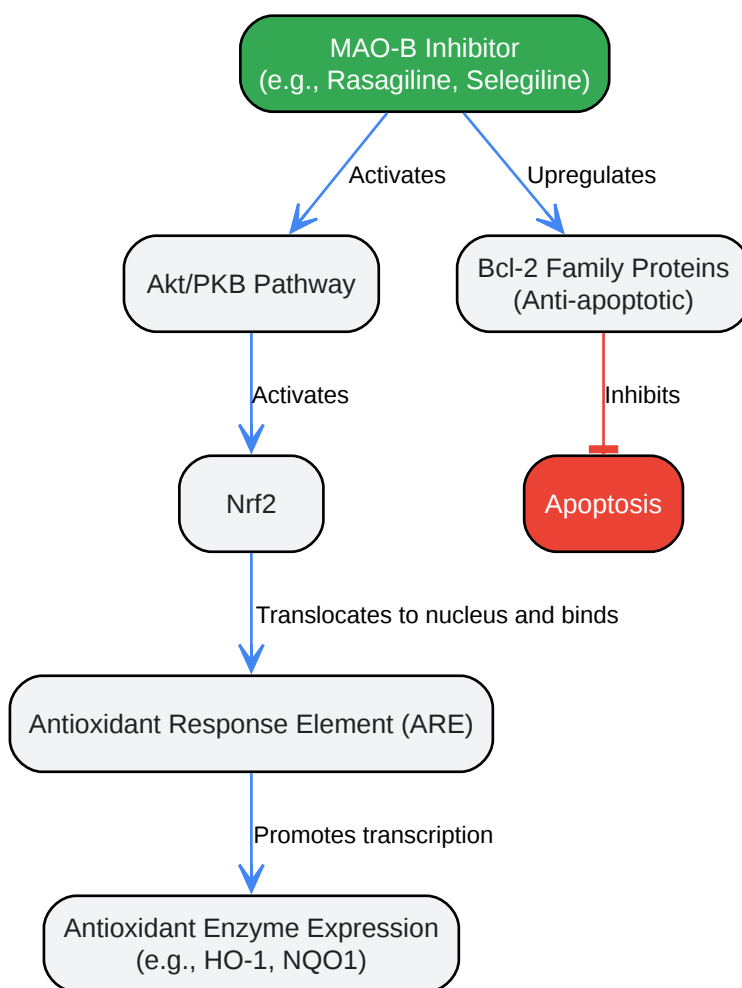 MAO-B Inhibitor
(e.g., Rasagiline, Selegiline)
Activates
Upregulates
Akt/PKB Pathway
Bcl-2 Family Proteins
(Anti-apoptotic)
Activates
Inhibits
Nrf2
Apoptosis
Translocates to nucleus and binds
Antioxidant Response Element (ARE)
Promotes transcription
Antioxidant Enzyme Expression
(e.g., HO-1, NQO1)